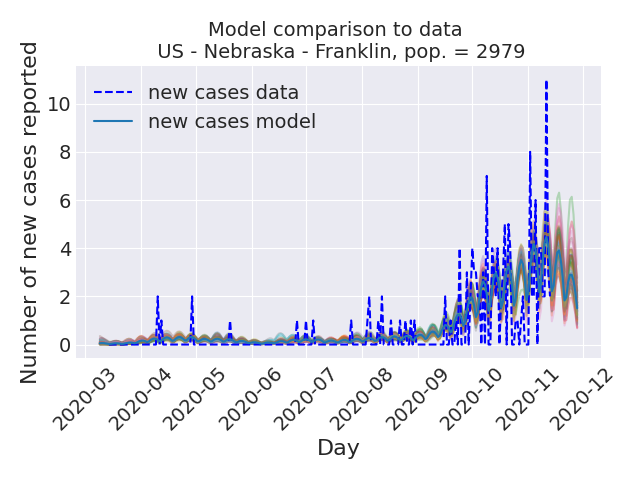 Model comparison to data
US - Nebraska - Franklin, pop. = 2979
Number of new cases reported
10
8
6
4
2
0
new cases data
new cases model
2020-03
2020-04
2020-05
2020-06
2020-07
2020-08
2020-09
2020-10
2020-11
2020-12
Day